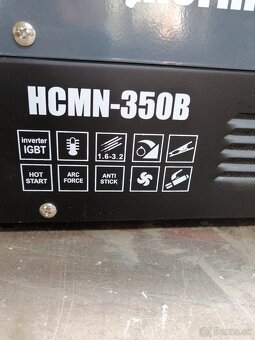 HCMN-350B
inverter
IGBT
1.6-3.2
HOT
START
ARC
FORCE
ANTI
STICK